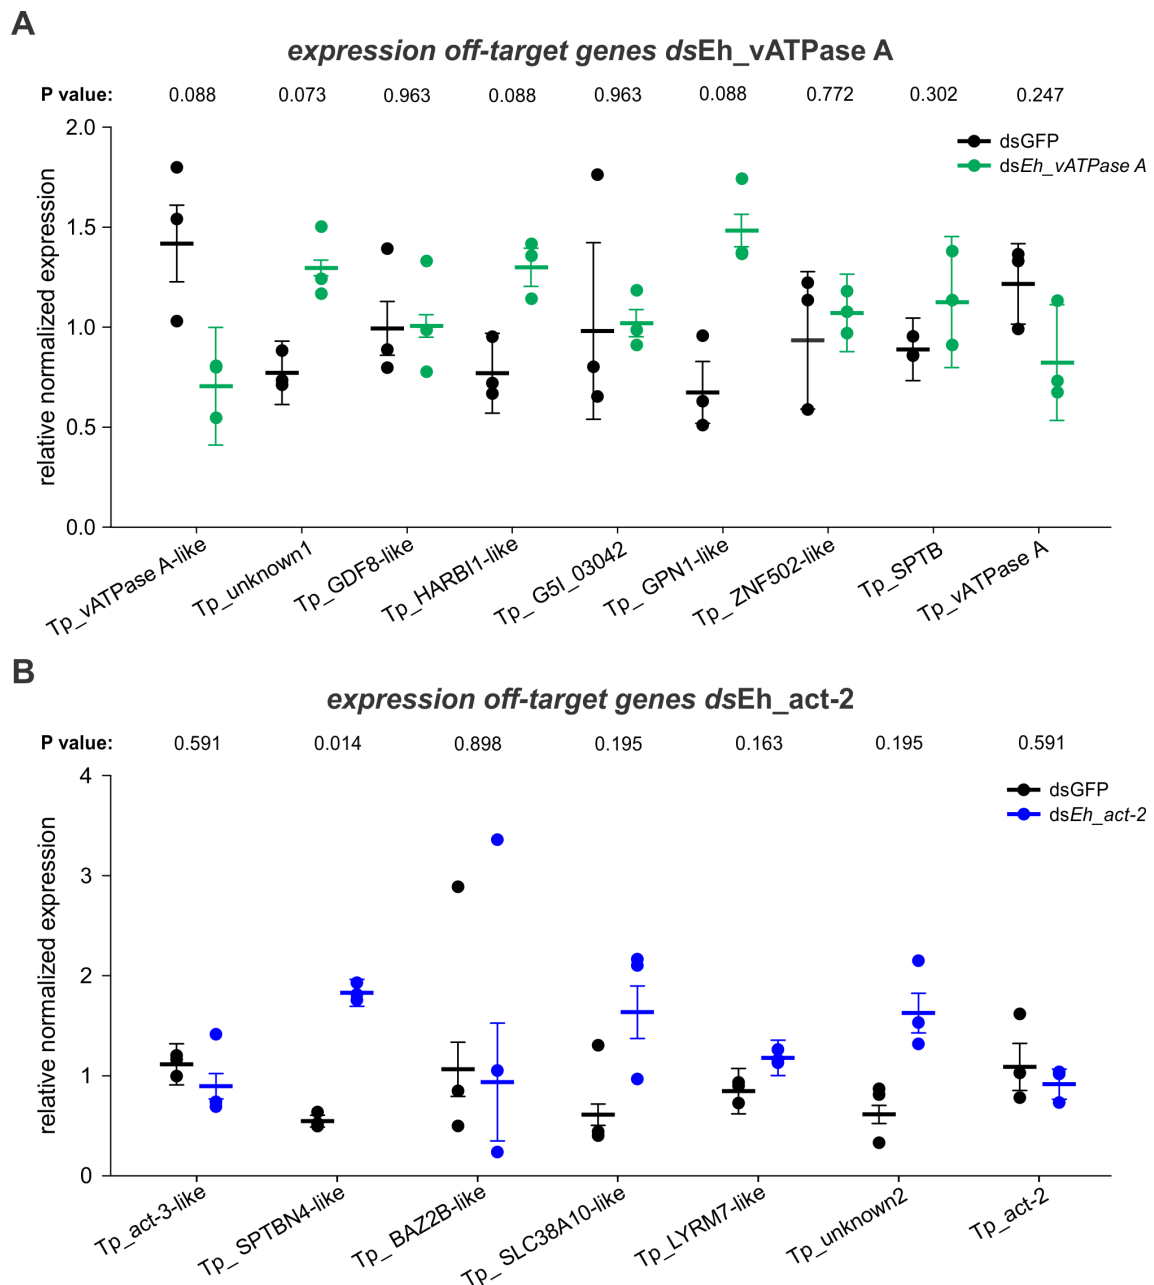 A
expression off-target genes dsEh_vATPase A
P value: 0.088 0.073 0.963 0.088 0.963 0.088 0.772 0.302 0.247
relative normalized expression
2.0
1.5
1.0
0.5
0.0
dsGFP
dsEh_vATPase A
Tp_vATPase A-like
Tp_unknown1
Tp_GDF8-like
Tp_HARBI1-like
Tp_G5I_03042
Tp_ GPN1-like
Tp_ ZNF502-like
Tp_SPTB
Tp_vATPase A
B
expression off-target genes dsEh_act-2
P value: 0.591 0.014 0.898 0.195 0.163 0.195 0.591
relative normalized expression
4
3
2
1
0
dsGFP
dsEh_act-2
Tp_act-3-like
Tp_ SPTBN4-like
Tp_ BAZ2B-like
Tp_ SLC38A10-like
Tp_LYRM7-like
Tp_unknown2
Tp_act-2